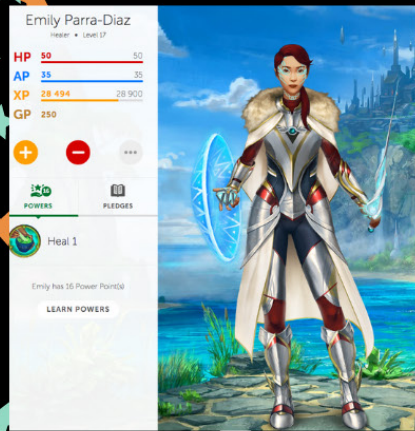 Emily Parra-Diaz
Healer • Level 17
HP 50 50
AP 35 35
XP 28 494 28 900
GP 250
16
POWERS PLEDGES
Heal 1
Emily has 16 Power Point(s)
LEARN POWERS